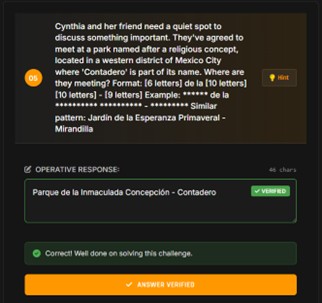 Cynthia and her friend need a quiet spot to
discuss something important. They've agreed to
meet at a park named after a religious concept,
located in a western district of Mexico City
where 'Contadero' is part of its name. Where are
05
Hint
they meeting? Format: [6 letters] de la [10 letters]
[10 letters] - [9 letters] Example: ****** de la
********** ********** - ********* Similar
pattern: Jardín de la Esperanza Primaveral -
Mirandilla
OPERATIVE RESPONSE:
46 chars
Parque de la Inmaculada Concepción - Contadero
VERIFIED
Correct! Well done on solving this challenge.
ANSWER VERIFIED